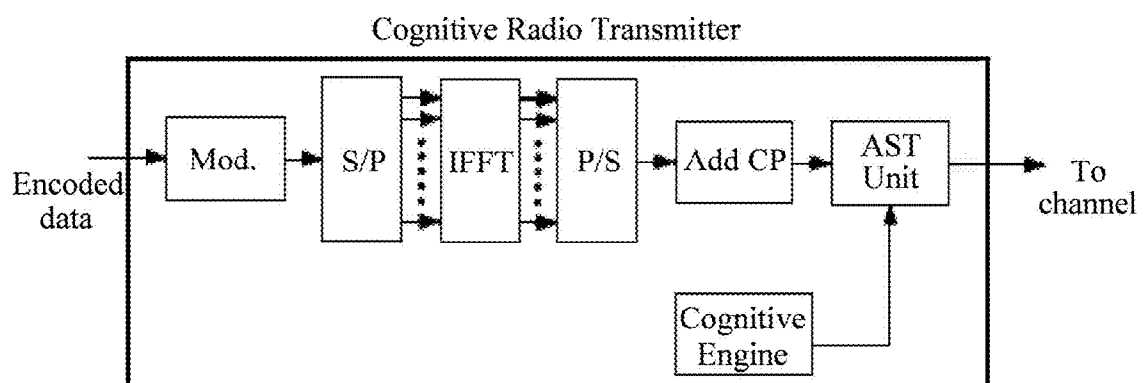 Cognitive Radio Transmitter
Encoded
data
Mod.
S/P
IFFT
P/S
Add CP
AST
Unit
To
channel
Cognitive
Engine